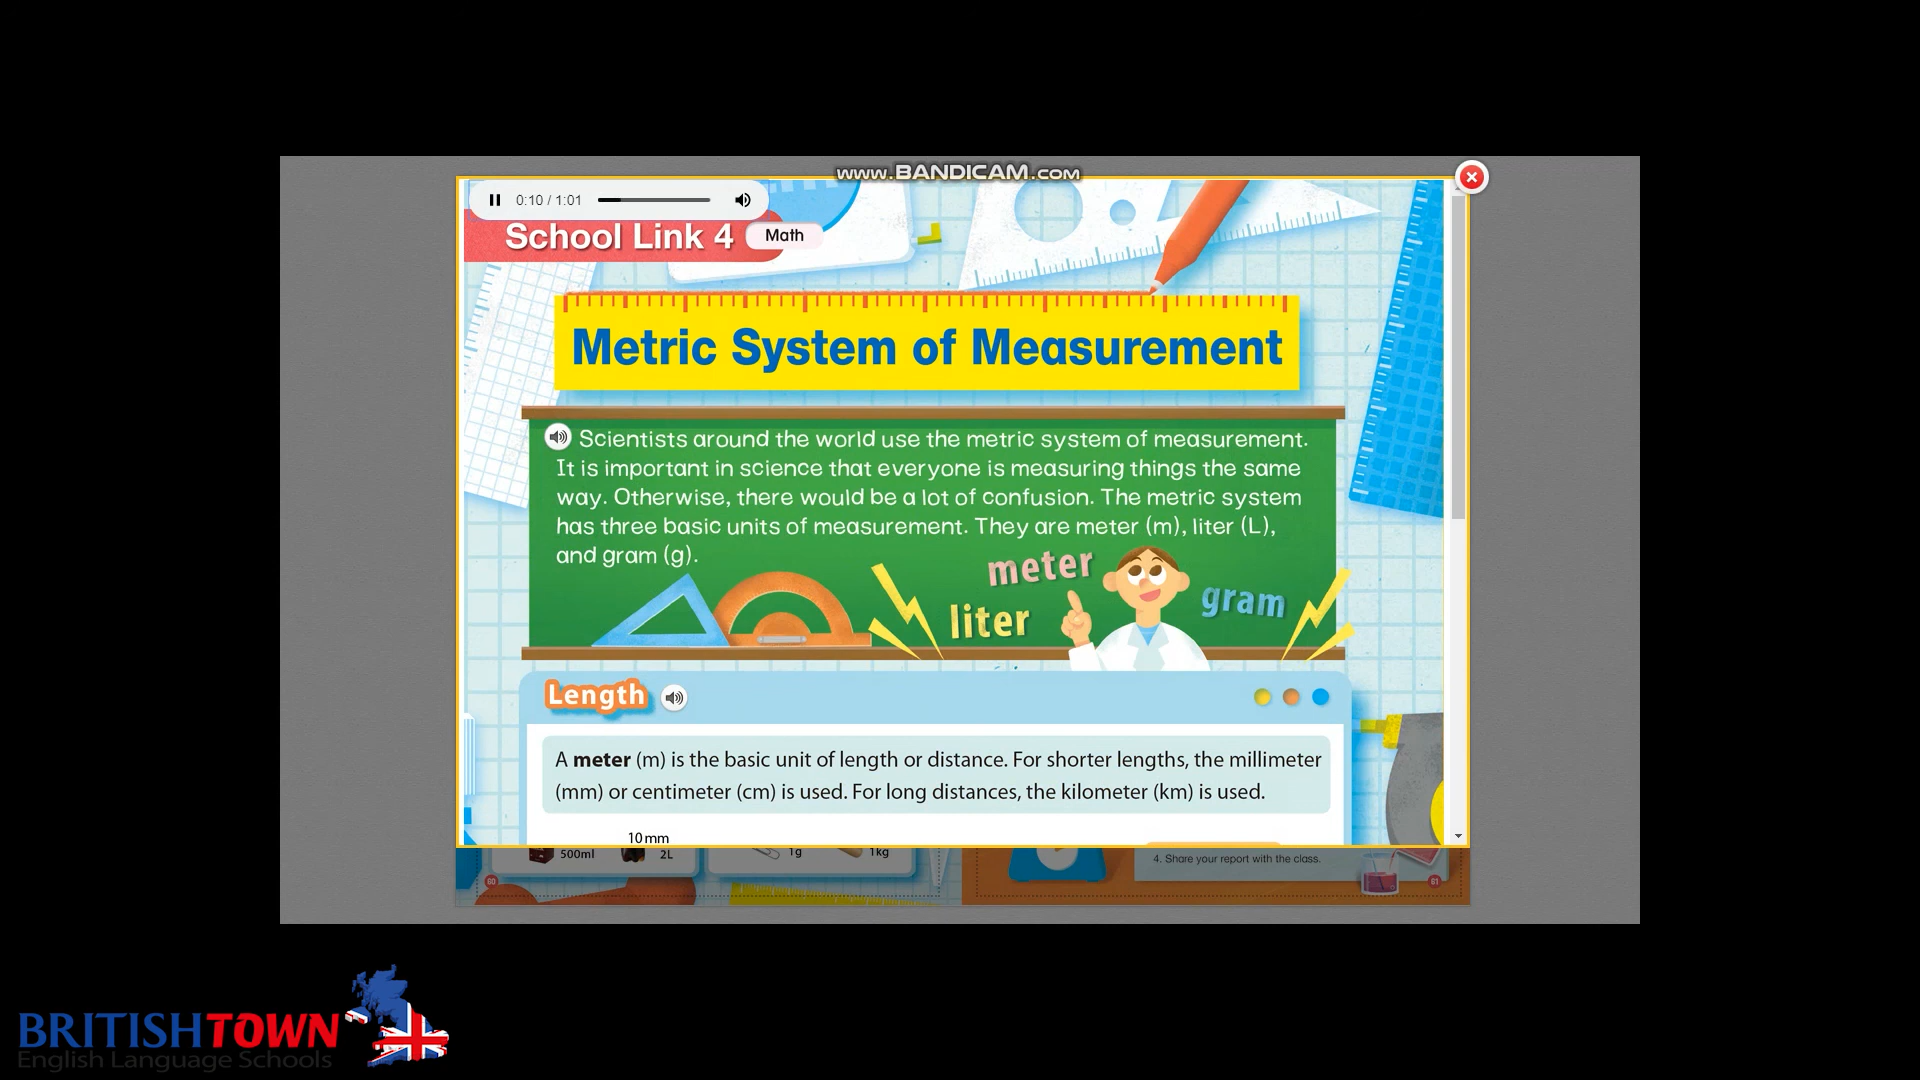 www.BANDICAM.com
0:10 / 1:01
School Link 4
Math
Metric System of Measurement
Scientists around the world use the metric system of measurement.
It is important in science that everyone is measuring things the same
way. Otherwise, there would be a lot of confusion. The metric system
has three basic units of measurement. They are meter (m), liter (L),
and gram (g).
meter
liter
gram
Length
A meter (m) is the basic unit of length or distance. For shorter lengths, the millimeter
(mm) or centimeter (cm) is used. For long distances, the kilometer (km) is used.
10 mm
500ml
2L
1g
1kg
4. Share your report with the class.
60
61
BRITISHTOWN
English Language Schools